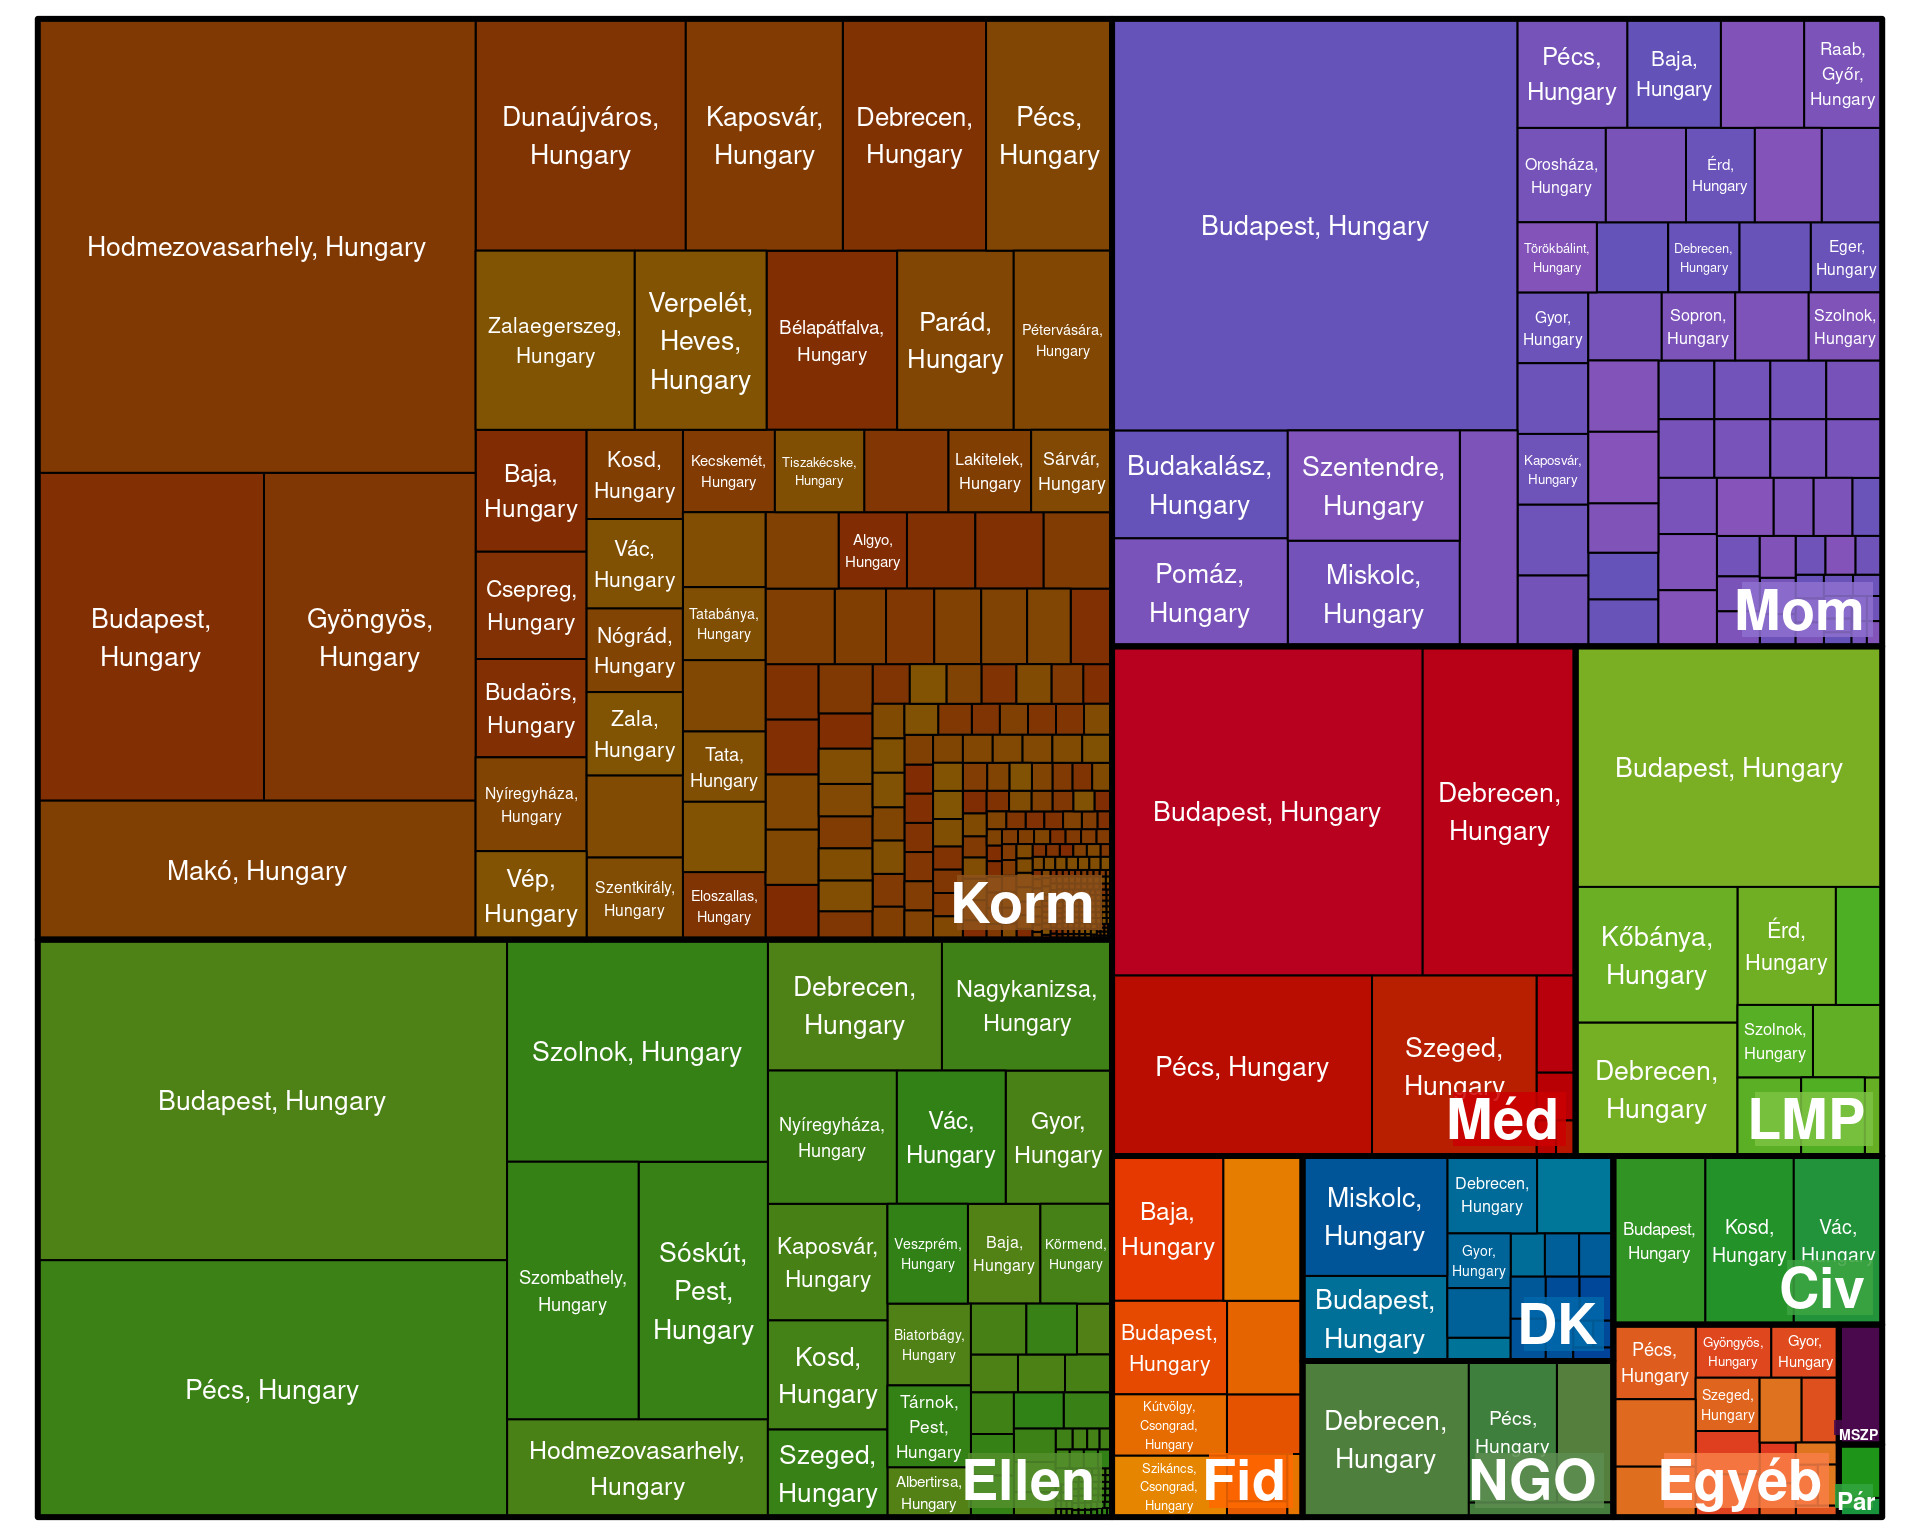 Hodmezovasarhely, Hungary
Budapest,
Hungary
Gyöngyös,
Hungary
Makó, Hungary
Dunaújváros,
Hungary
Kaposvár,
Hungary
Debrecen,
Hungary
Pécs,
Hungary
Zalaegerszeg,
Hungary
Verpelét,
Heves,
Hungary
Bélapátfalva,
Hungary
Parád,
Hungary
Pétervására,
Hungary
Baja,
Hungary
Csepreg,
Hungary
Budaörs,
Hungary
Nyíregyháza,
Hungary
Vép,
Hungary
Kosd,
Hungary
Vác,
Hungary
Nógrád,
Hungary
Zala,
Hungary
Szentkirály,
Hungary
Kecskemét,
Hungary
Tiszakécske,
Hungary
Lakitelek,
Hungary
Sárvár,
Hungary
Algyo,
Hungary
Tatabánya,
Hungary
Tata,
Hungary
Eloszallas,
Hungary
Korm
Budapest, Hungary
Budakalász,
Hungary
Pomáz,
Hungary
Szentendre,
Hungary
Miskolc,
Hungary
Pécs,
Hungary
Baja,
Hungary
Raab,
Győr,
Hungary
Orosháza,
Hungary
Érd,
Hungary
Törökbálint,
Hungary
Debrecen,
Hungary
Eger,
Hungary
Gyor,
Hungary
Sopron,
Hungary
Szolnok,
Hungary
Kaposvár,
Hungary
Mom
Budapest, Hungary
Debrecen,
Hungary
Pécs, Hungary
Szeged,
Hungary
Méd
Budapest, Hungary
Kőbánya,
Hungary
Debrecen,
Hungary
Érd,
Hungary
Szolnok,
Hungary
LMP
Budapest, Hungary
Pécs, Hungary
Szolnok, Hungary
Szombathely,
Hungary
Sóskút,
Pest,
Hungary
Hodmezovasarhely,
Hungary
Debrecen,
Hungary
Nagykanizsa,
Hungary
Nyíregyháza,
Hungary
Vác,
Hungary
Gyor,
Hungary
Kaposvár,
Hungary
Kosd,
Hungary
Szeged,
Hungary
Veszprém,
Hungary
Baja,
Hungary
Körmend,
Hungary
Biatorbágy,
Hungary
Tárnok,
Pest,
Hungary
Albertirsa,
Hungary
Ellen
Baja,
Hungary
Budapest,
Hungary
Kútvölgy,
Csongrad,
Hungary
Szikáncs,
Csongrad,
Hungary
Fid
Miskolc,
Hungary
Budapest,
Hungary
Debrecen,
Hungary
Gyor,
Hungary
DK
Debrecen,
Hungary
Pécs,
Hungary
NGO
Budapest,
Hungary
Kosd,
Hungary
Vác,
Hungary
Civ
Pécs,
Hungary
Gyöngyös,
Hungary
Gyor,
Hungary
Szeged,
Hungary
Egyéb
MSZP
Pár